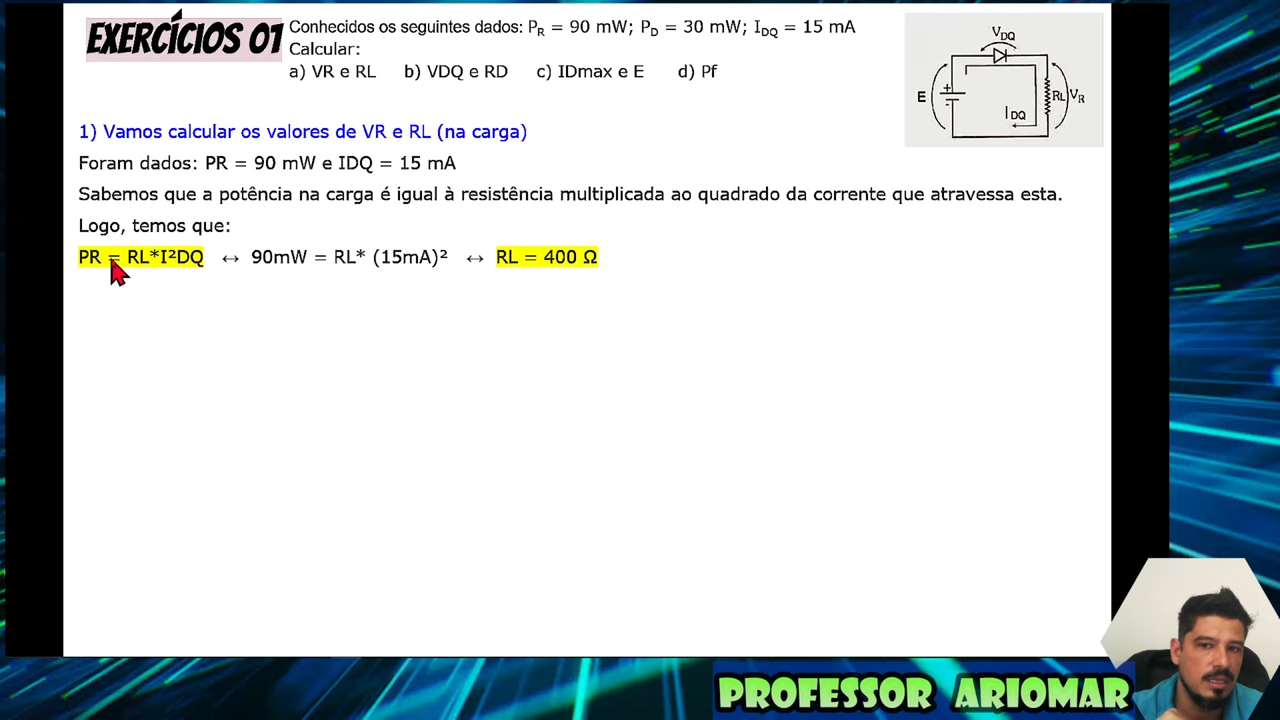 EXERCÍCIOS 01
Conhecidos os seguintes dados: PR = 90 mW; PD = 30 mW; IDQ = 15 mA
Calcular:
a) VR e RL b) VDQ e RD c) IDmax e E d) Pf
VDQ
E
+
-
RL
VR
IDQ
1) Vamos calcular os valores de VR e RL (na carga)
Foram dados: PR = 90 mW e IDQ = 15 mA
Sabemos que a potência na carga é igual à resistência multiplicada ao quadrado da corrente que atravessa esta.
Logo, temos que:
PR = RL*I²DQ ↔ 90mW = RL* (15mA)² ↔ RL = 400 Ω
PROFESSOR ARIOMAR